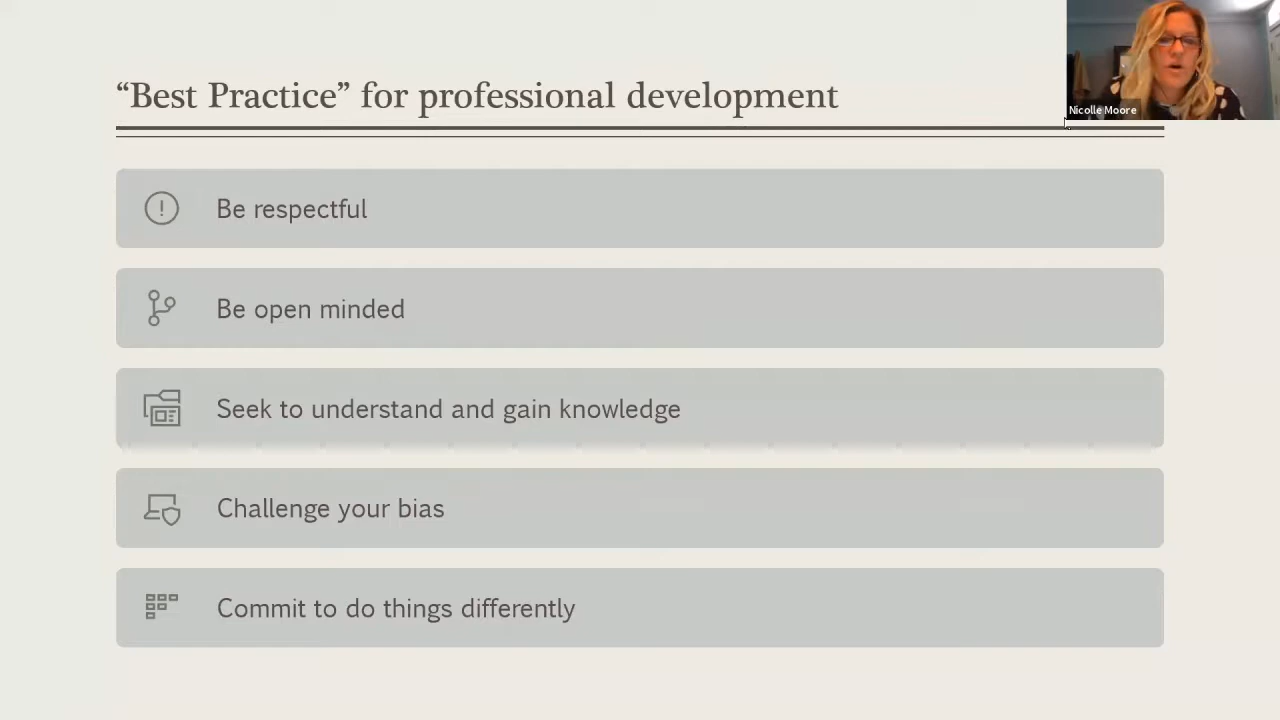 “Best Practice” for professional development
Nicolle Moore
Be respectful
Be open minded
Seek to understand and gain knowledge
Challenge your bias
Commit to do things differently